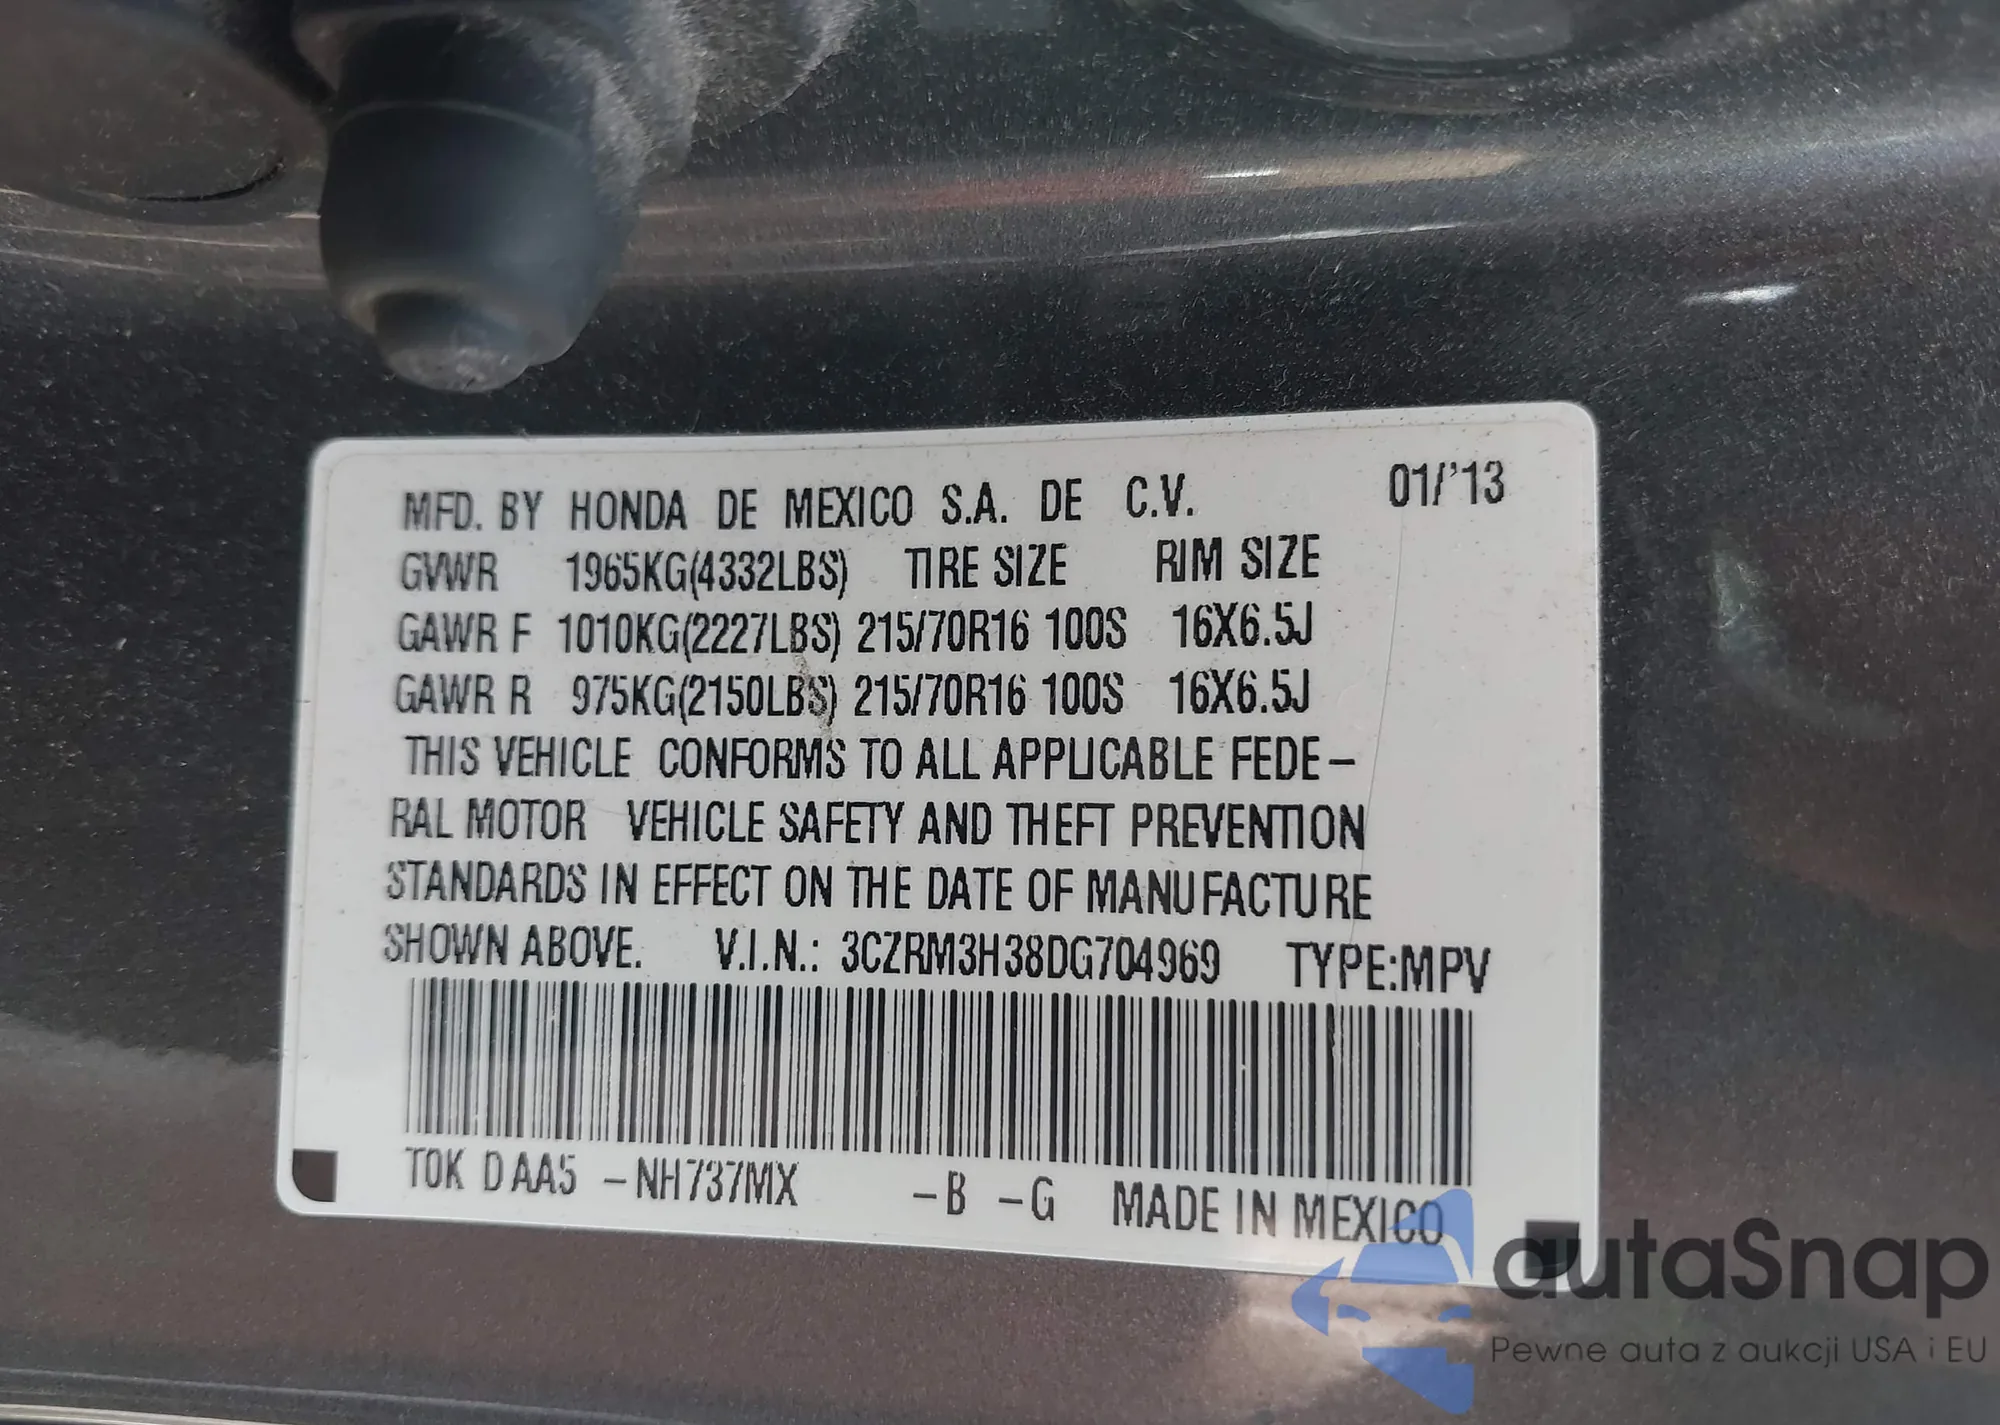 MFD. BY HONDA DE MEXICO S.A. DE C.V. 01/'13
GVWR 1965KG(4332LBS) TIRE SIZE RIM SIZE
GAWR F 1010KG(2227LBS) 215/70R16 100S 16X6.5J
GAWR R 975KG(2150LBS) 215/70R16 100S 16X6.5J
THIS VEHICLE CONFORMS TO ALL APPLICABLE FEDE-
RAL MOTOR VEHICLE SAFETY AND THEFT PREVENTION
STANDARDS IN EFFECT ON THE DATE OF MANUFACTURE
SHOWN ABOVE. V.I.N.: 3CZRM3H38DG704969 TYPE:MPV
T0K D AA5 -NH737MX -B -G MADE IN MEXICO
autaSnap
Pewne auta z aukcji USA i EU